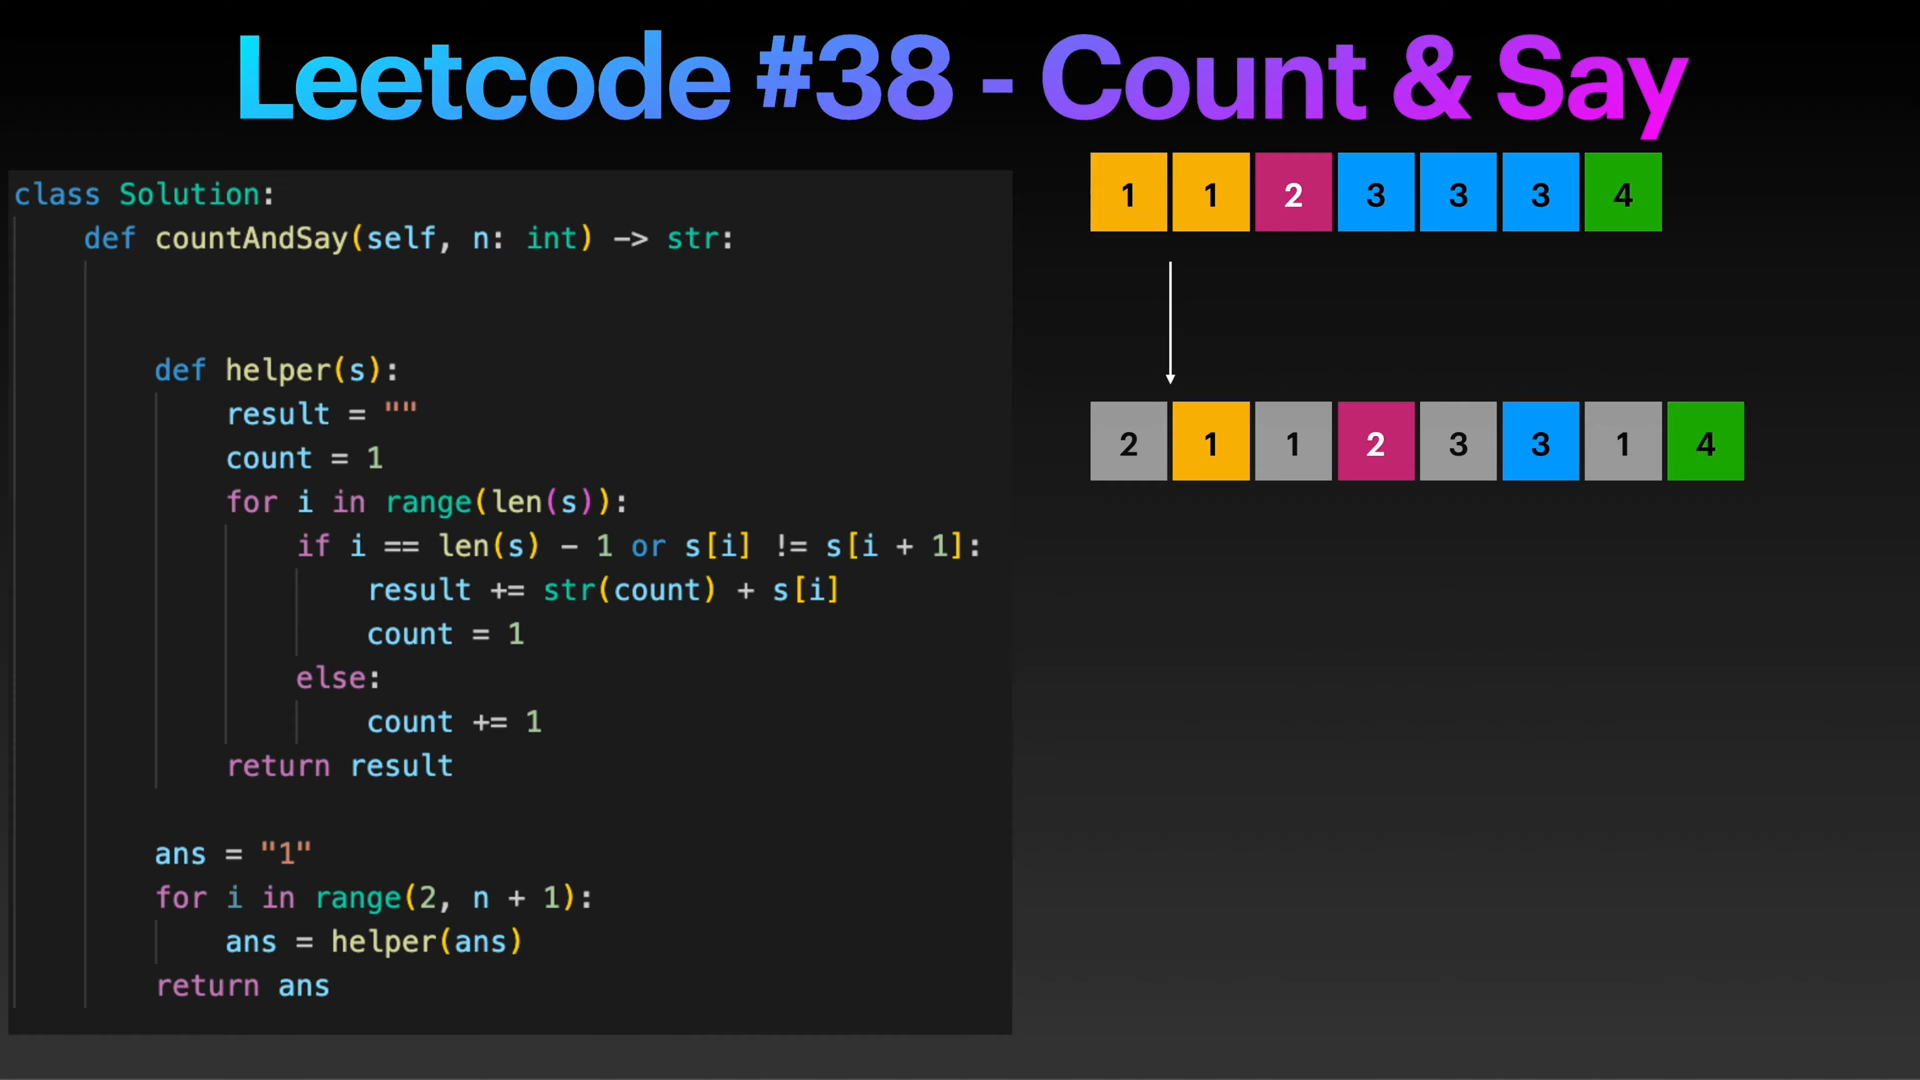 Leetcode #38 - Count & Say
class Solution:
    def countAndSay(self, n: int) -> str:
        def helper(s):
            result = ""
            count = 1
            for i in range(len(s)):
                if i == len(s) - 1 or s[i] != s[i + 1]:
                    result += str(count) + s[i]
                    count = 1
                else:
                    count += 1
            return result
        ans = "1"
        for i in range(2, n + 1):
            ans = helper(ans)
        return ans
1 1 2 3 3 3 4
2 1 1 2 3 3 1 4